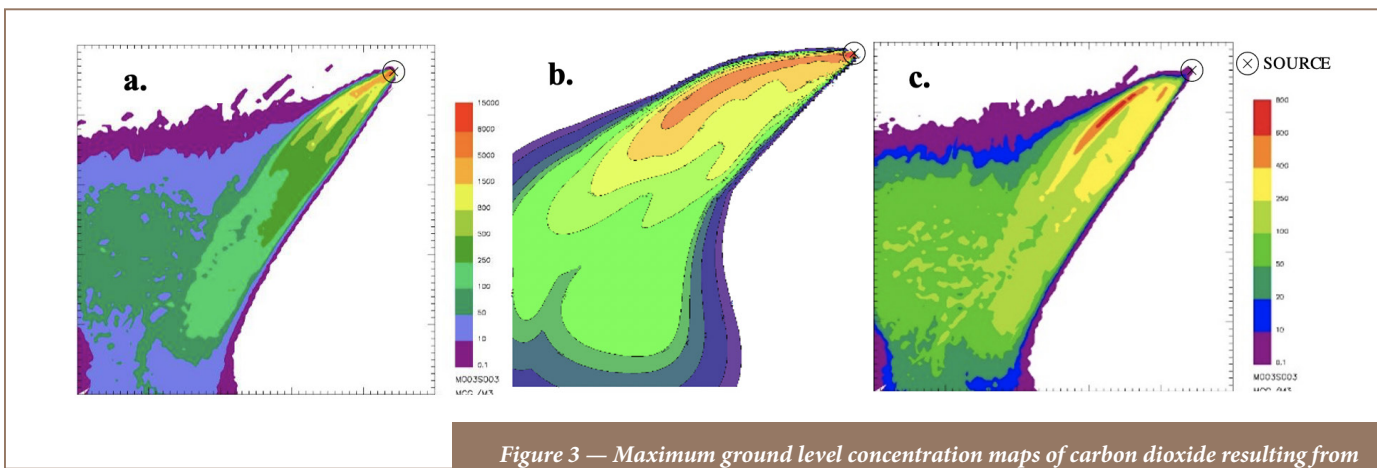 a.
b.
c.
SOURCE
15000
8000
5000
1500
800
500
250
100
50
10
0.1
M003S003
800
600
400
250
100
50
20
10
0.1
M003S003
Figure 3 — Maximum ground level concentration maps of carbon dioxide resulting from